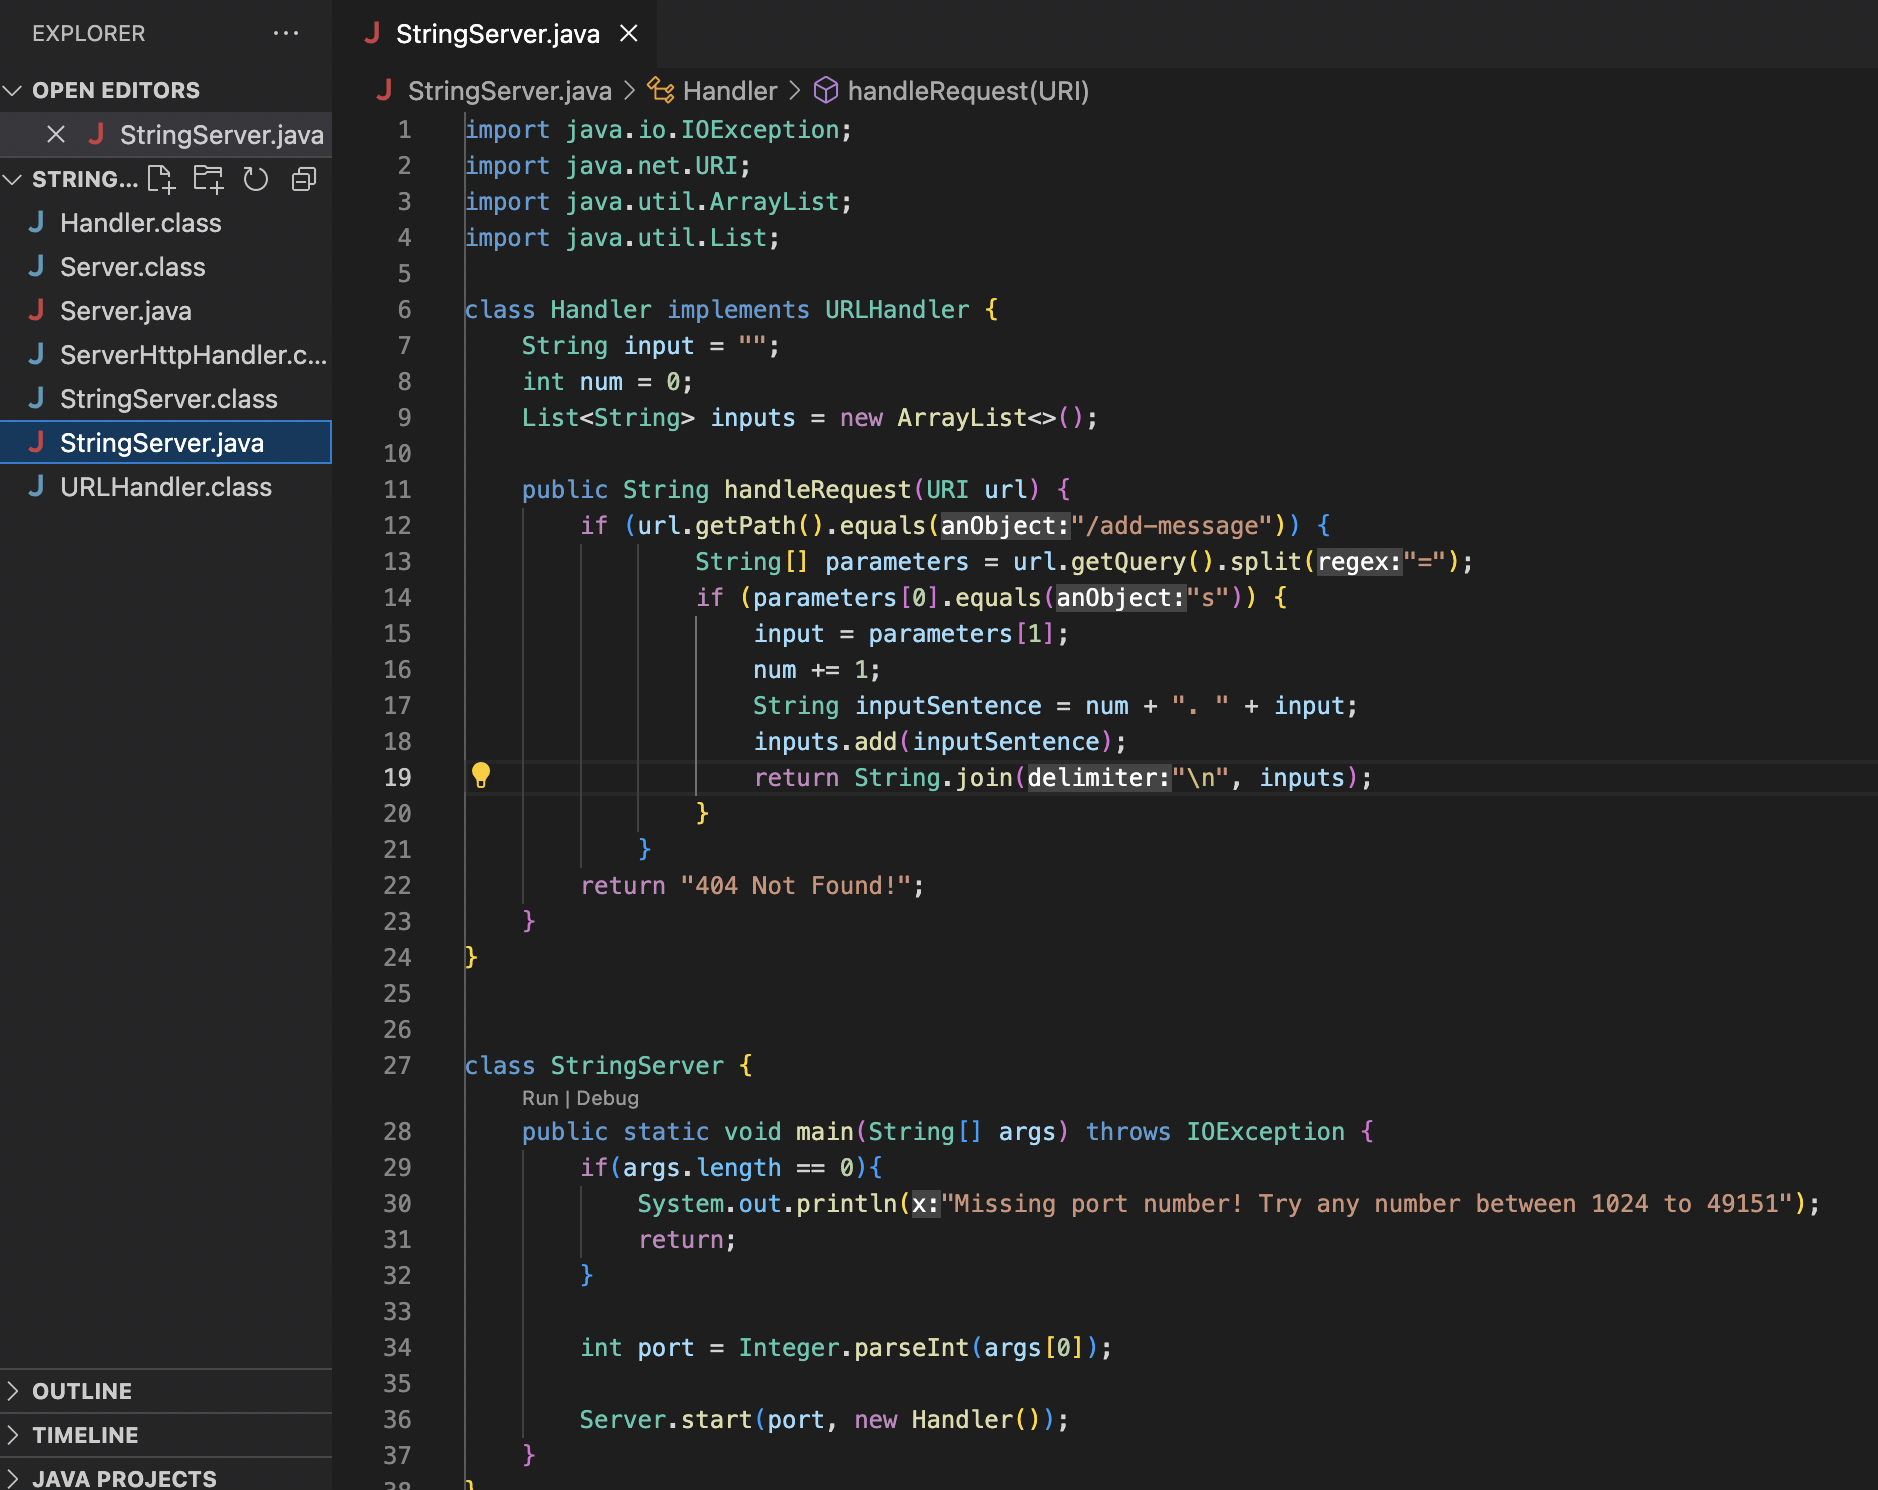 EXPLORER ...
OPEN EDITORS
StringServer.java
STRING...
Handler.class
Server.class
Server.java
ServerHttpHandler.c...
StringServer.class
StringServer.java
URLHandler.class
OUTLINE
TIMELINE
JAVA PROJECTS
StringServer.java
StringServer.java > Handler > handleRequest(URI)
1 import java.io.IOException;
2 import java.net.URI;
3 import java.util.ArrayList;
4 import java.util.List;
5
6 class Handler implements URLHandler {
7     String input = "";
8     int num = 0;
9     List<String> inputs = new ArrayList<>();
10
11     public String handleRequest(URI url) {
12         if (url.getPath().equals(anObject:"/add-message")) {
13                 String[] parameters = url.getQuery().split(regex:"=");
14                 if (parameters[0].equals(anObject:"s")) {
15                     input = parameters[1];
16                     num += 1;
17                     String inputSentence = num + ". " + input;
18                     inputs.add(inputSentence);
19                     return String.join(delimiter:"\n", inputs);
20                 }
21             }
22         return "404 Not Found!";
23     }
24 }
25
26
27 class StringServer {
Run | Debug
28     public static void main(String[] args) throws IOException {
29         if(args.length == 0){
30             System.out.println(x:"Missing port number! Try any number between 1024 to 49151");
31             return;
32         }
33
34         int port = Integer.parseInt(args[0]);
35
36         Server.start(port, new Handler());
37     }
38 }